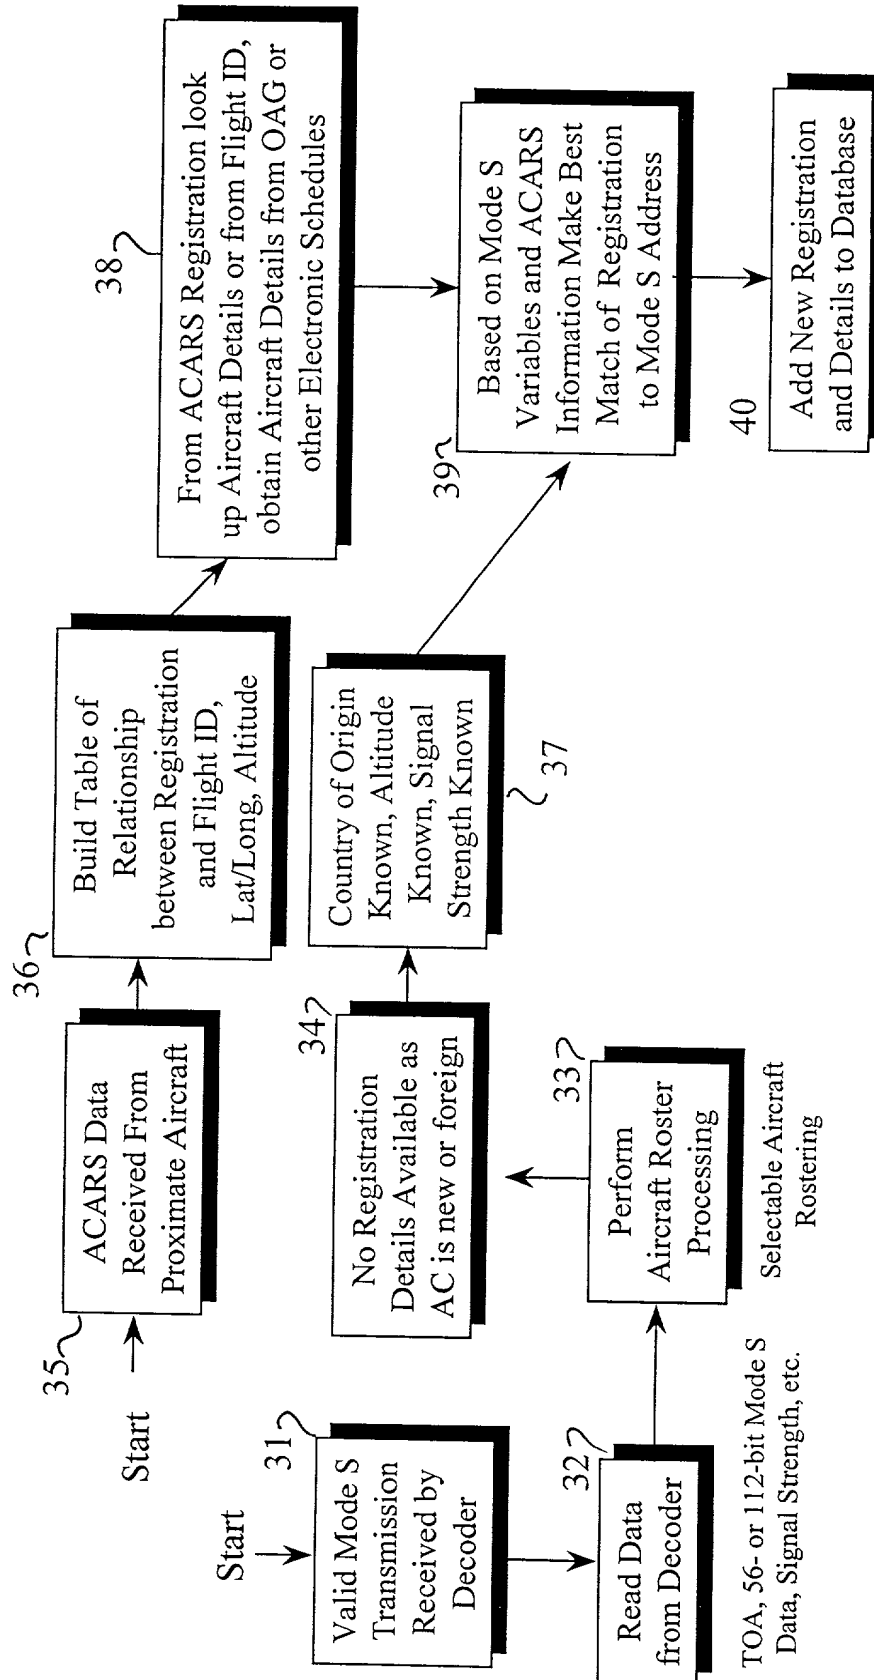 Start
35
ACARS Data
Received From
Proximate Aircraft
36
Build Table of
Relationship
between Registration
and Flight ID,
Lat/Long, Altitude
38
From ACARS Registration look
up Aircraft Details or from Flight ID,
obtain Aircraft Details from OAG or
other Electronic Schedules
Start
31
Valid Mode S
Transmission
Received by
Decoder
32
Read Data
from Decoder
TOA, 56- or 112-bit Mode S
Data, Signal Strength, etc.
33
Perform
Aircraft Roster
Processing
Selectable Aircraft
Rostering
34
No Registration
Details Available as
AC is new or foreign
Country of Origin
Known, Altitude
Known, Signal
Strength Known
37
39
Based on Mode S
Variables and ACARS
Information Make Best
Match of Registration
to Mode S Address
40
Add New Registration
and Details to Database